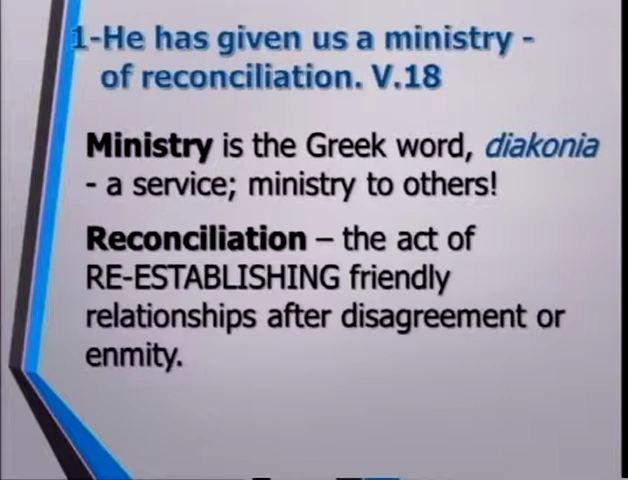 1-He has given us a ministry -
of reconciliation. V.18
Ministry is the Greek word, diakonia
- a service; ministry to others!
Reconciliation – the act of
RE-ESTABLISHING friendly
relationships after disagreement or
enmity.